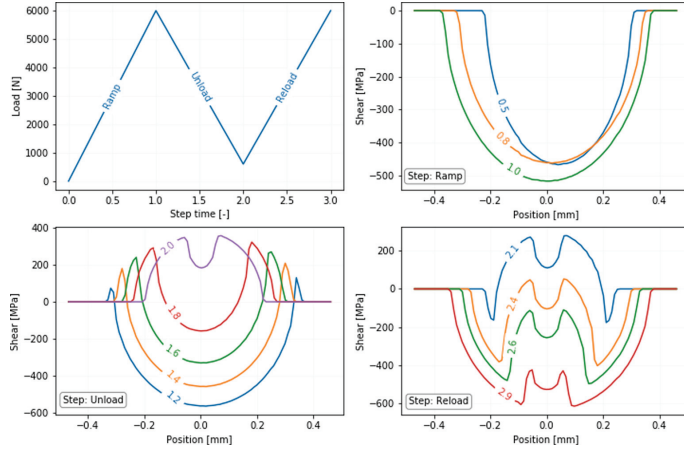 6000
5000
4000
3000
2000
1000
0
Load [N]
Ramp
Unload
Reload
0.0 0.5 1.0 1.5 2.0 2.5 3.0
Step time [-]
0
−100
−200
−300
−400
−500
Shear [MPa]
0.5
0.8
1.0
Step: Ramp
−0.4 −0.2 0.0 0.2 0.4
Position [mm]
400
200
0
−200
−400
−600
Shear [MPa]
2.0
1.8
1.6
1.4
1.2
Step: Unload
−0.4 −0.2 0.0 0.2 0.4
Position [mm]
200
0
−200
−400
−600
Shear [MPa]
2.1
2.4
2.6
2.9
Step: Reload
−0.4 −0.2 0.0 0.2 0.4
Position [mm]